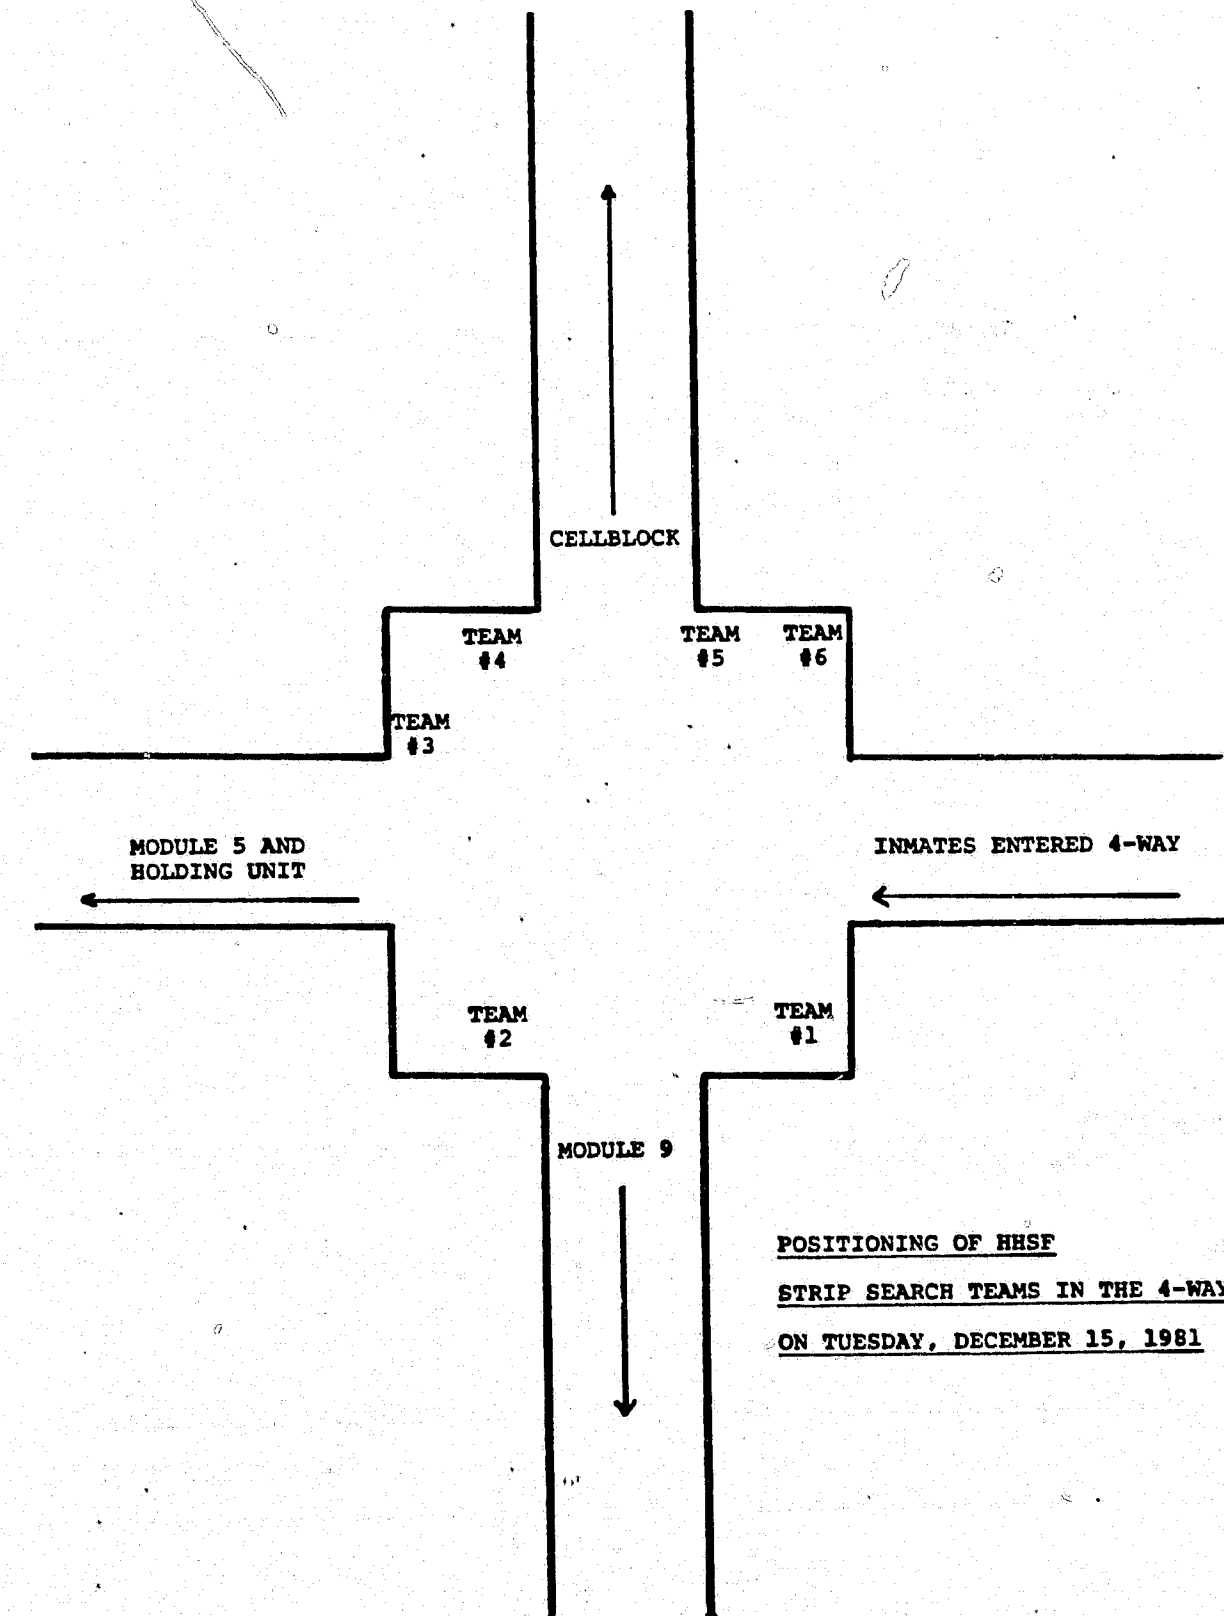 CELLBLOCK
TEAM
#4
TEAM
#5
TEAM
#6
TEAM
#3
MODULE 5 AND
HOLDING UNIT
INMATES ENTERED 4-WAY
TEAM
#2
TEAM
#1
MODULE 9
POSITIONING OF HHSF
STRIP SEARCH TEAMS IN THE 4-WAY
ON TUESDAY, DECEMBER 15, 1981